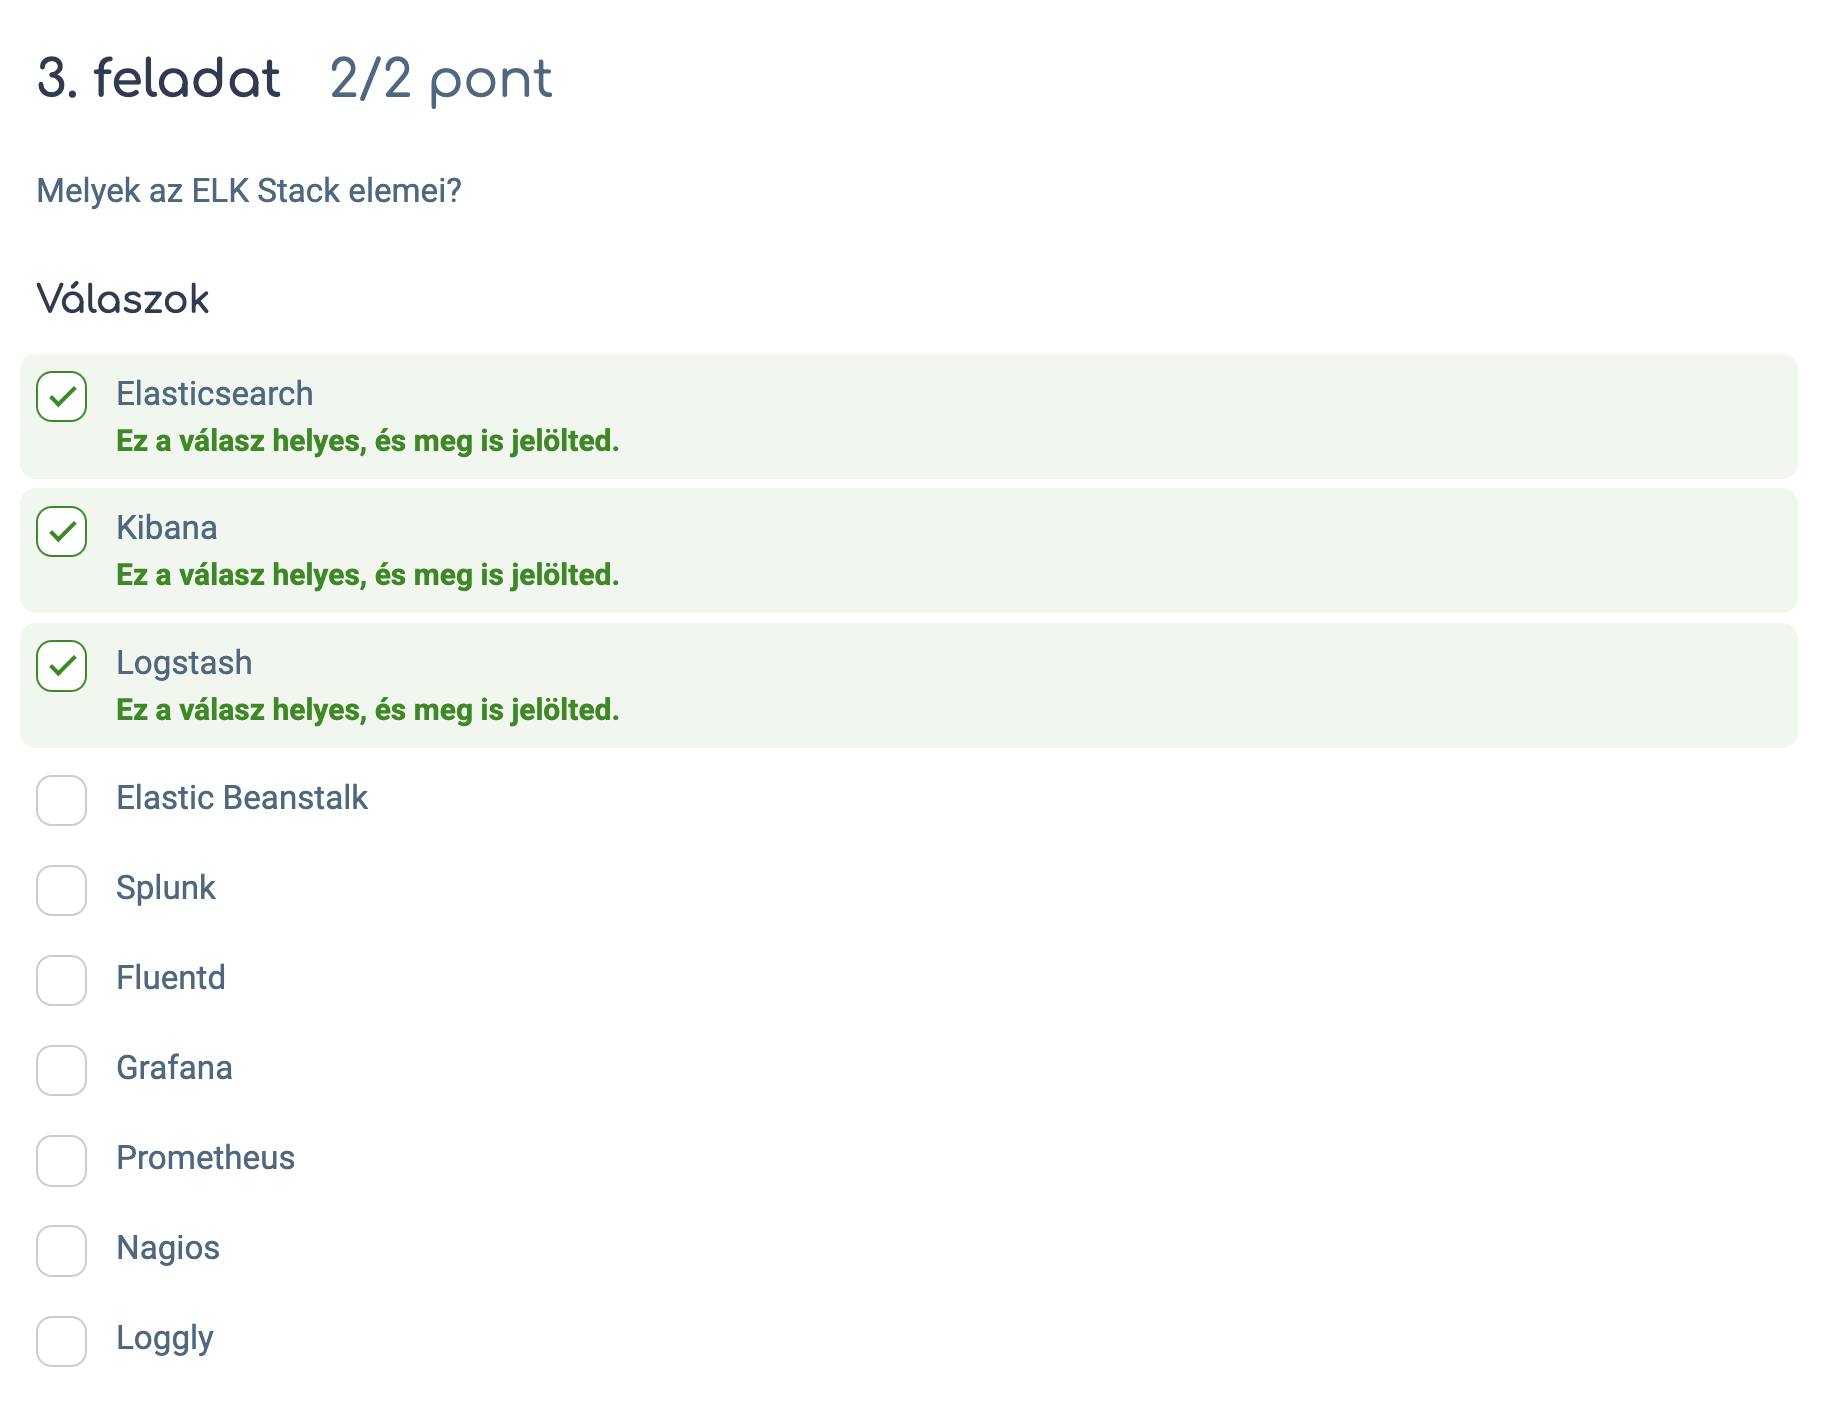 3. feladat 2/2 pont
Melyek az ELK Stack elemei?
Válaszok
Elasticsearch
Ez a válasz helyes, és meg is jelölted.
Kibana
Ez a válasz helyes, és meg is jelölted.
Logstash
Ez a válasz helyes, és meg is jelölted.
Elastic Beanstalk
Splunk
Fluentd
Grafana
Prometheus
Nagios
Loggly